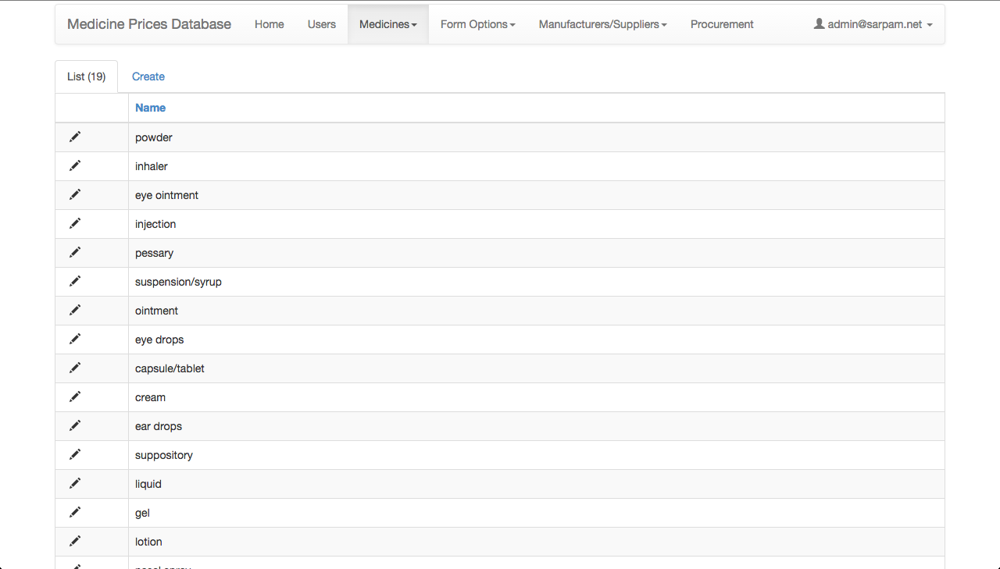 Medicine Prices Database Home Users Medicines Form Options Manufacturers/Suppliers Procurement admin@sarpam.net
List (19) Create
Name
powder
inhaler
eye ointment
injection
pessary
suspension/syrup
ointment
eye drops
capsule/tablet
cream
ear drops
suppository
liquid
gel
lotion